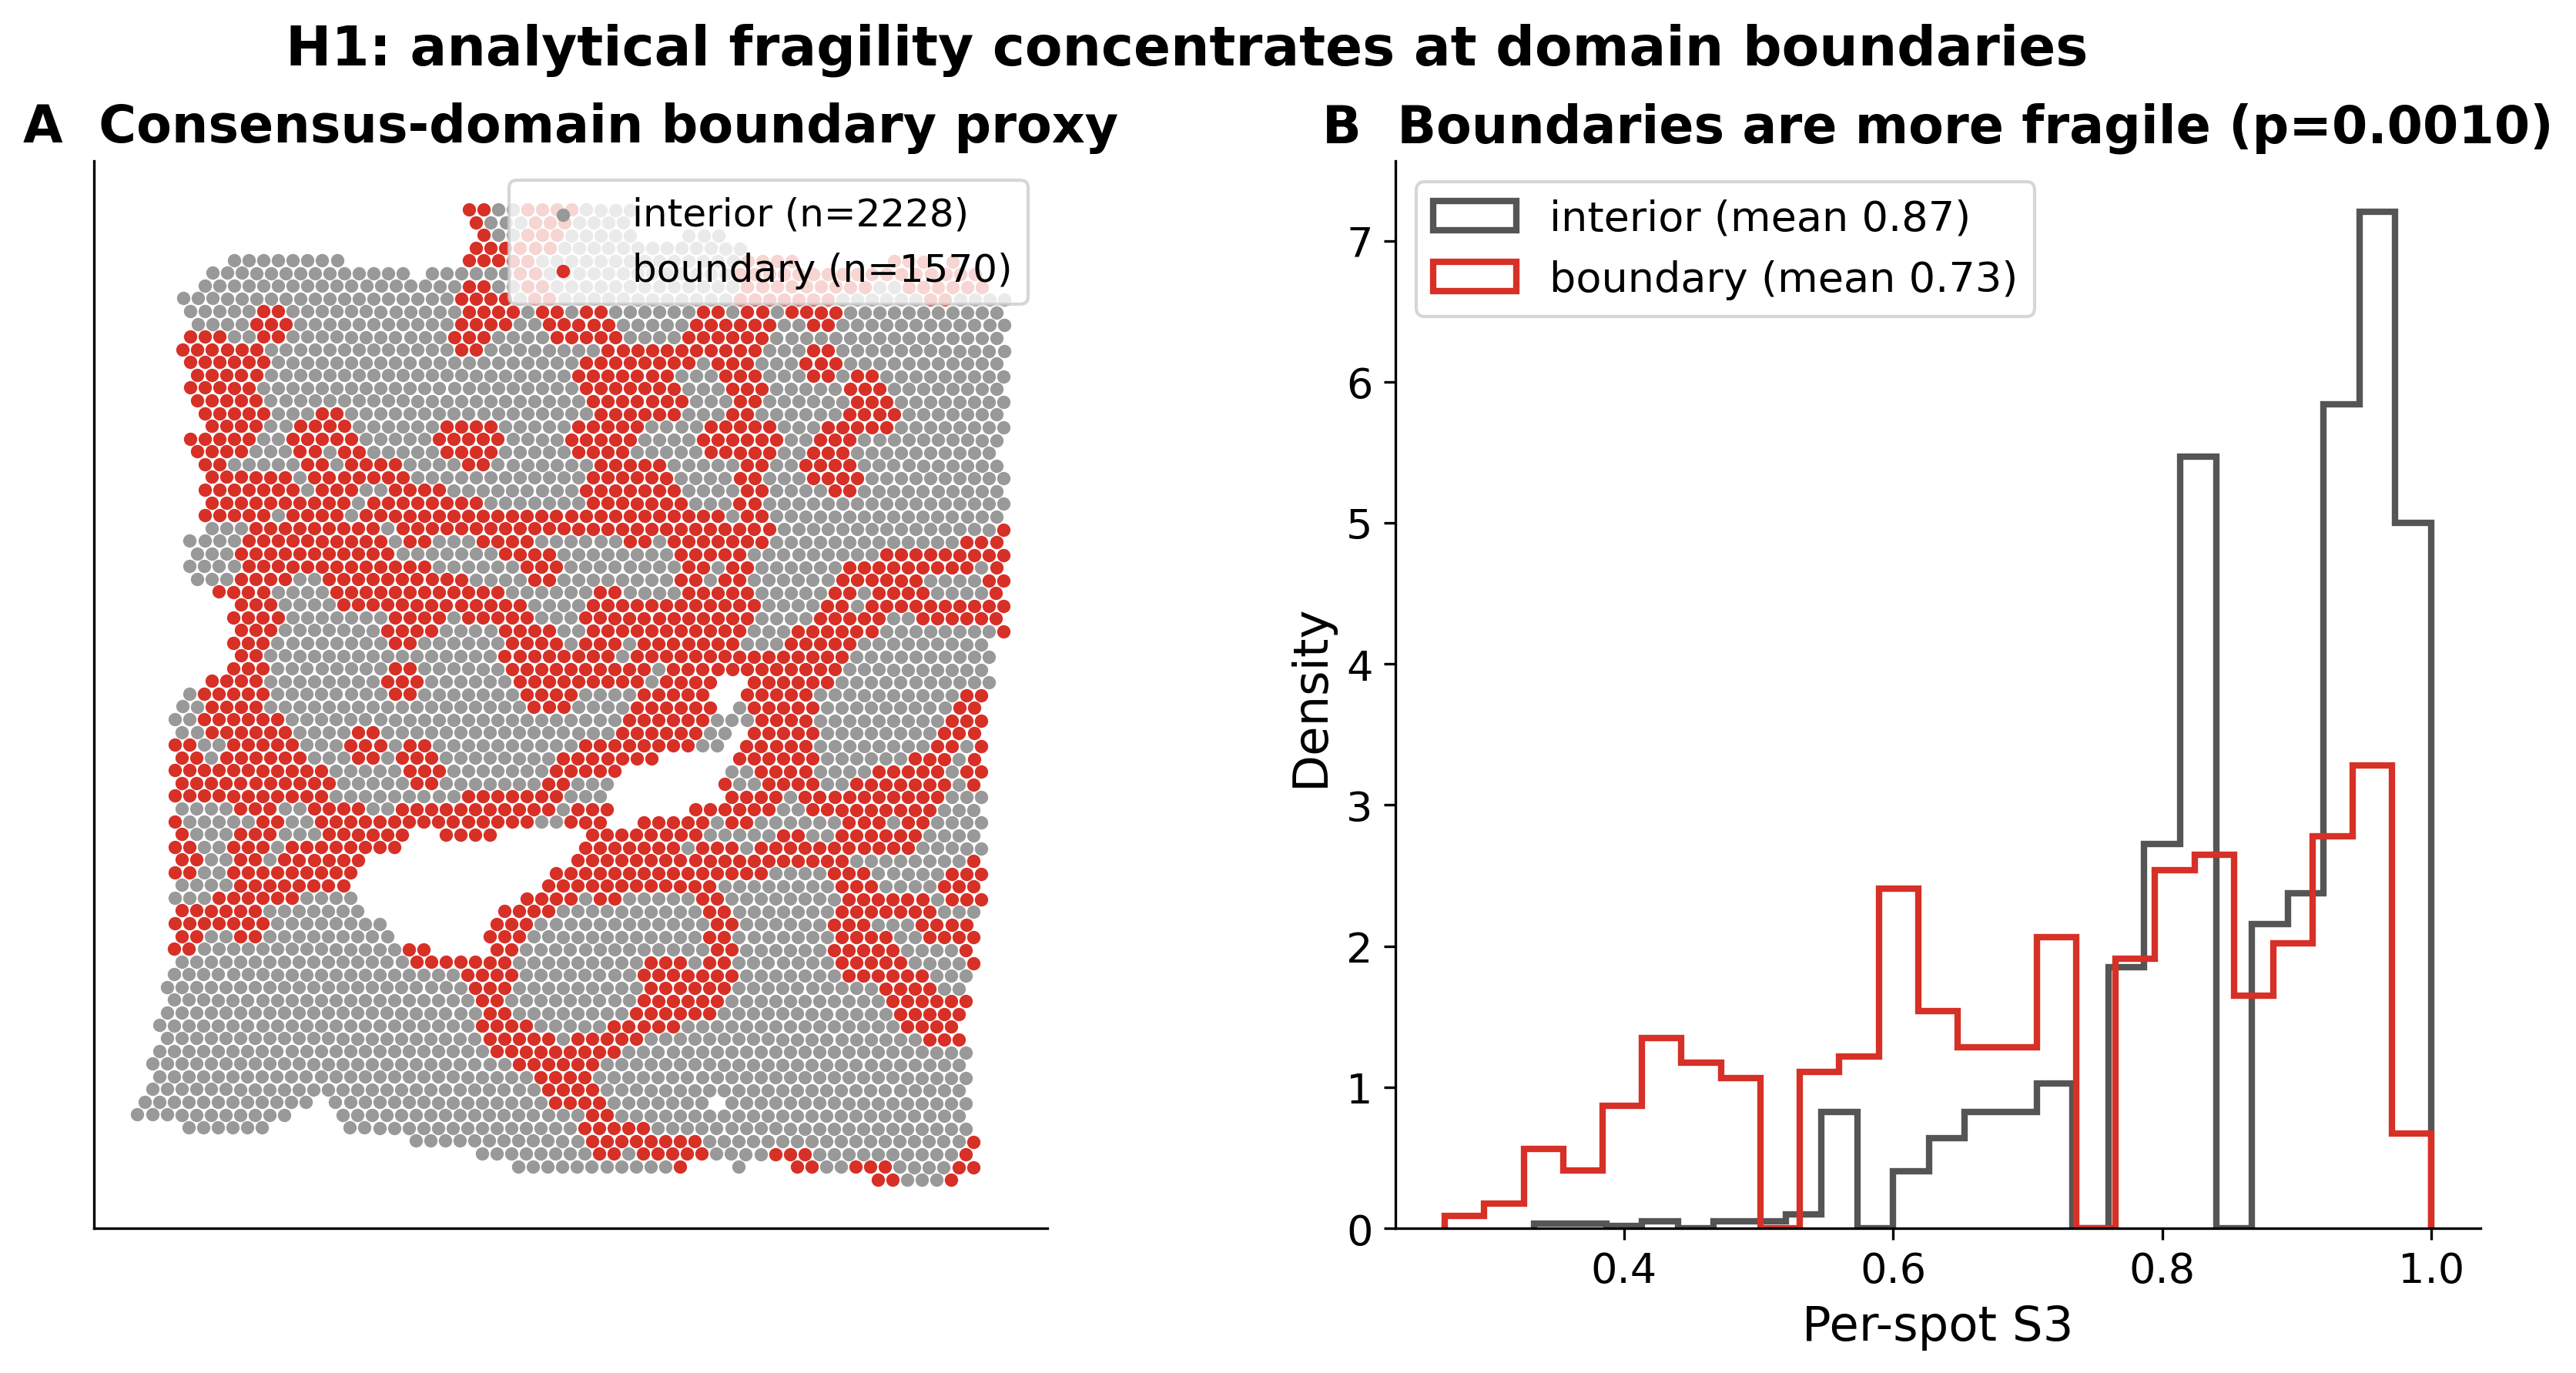 H1: analytical fragility concentrates at domain boundaries
A Consensus-domain boundary proxy
interior (n=2228)
boundary (n=1570)
B Boundaries are more fragile (p=0.0010)
interior (mean 0.87)
boundary (mean 0.73)
Density
7
6
5
4
3
2
1
0
0.4 0.6 0.8 1.0
Per-spot S3